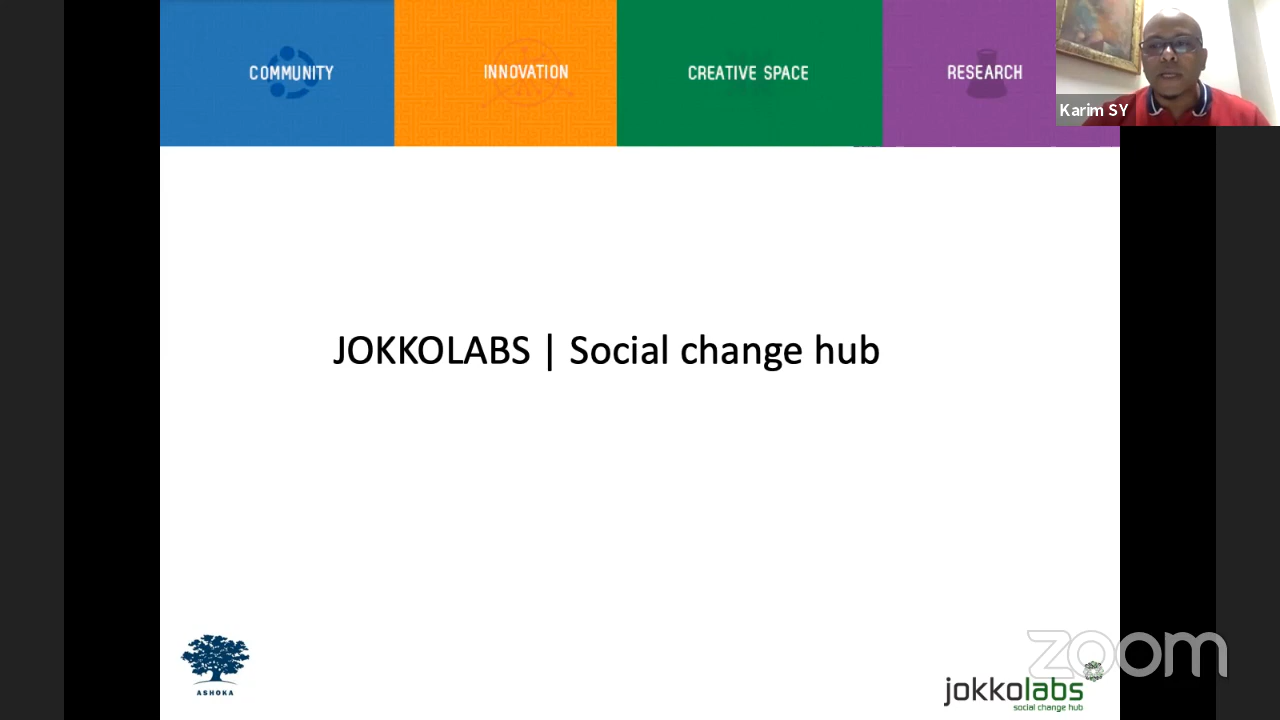 COMMUNITY
INNOVATION
CREATIVE SPACE
RESEARCH
Karim SY
JOKKOLABS | Social change hub
ASHOKA
zoom
jokkolabs
social change hub